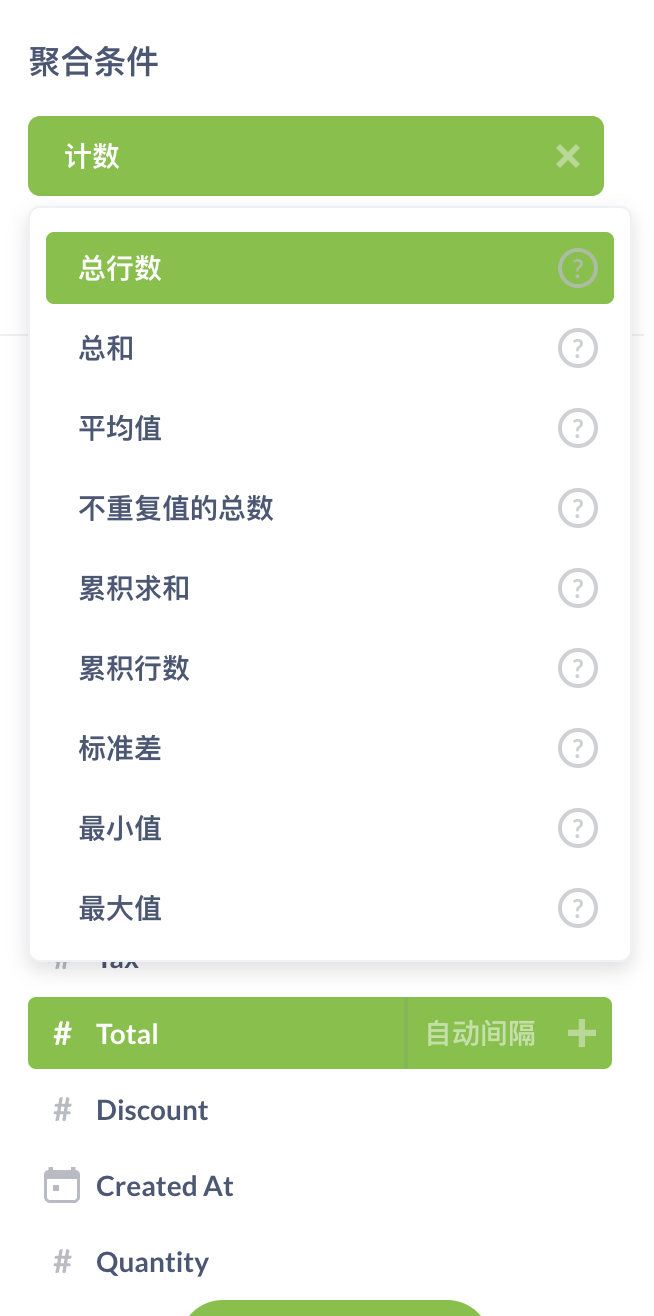 聚合条件
计数
总行数
?
总和
?
平均值
?
不重复值的总数
?
累积求和
?
累积行数
?
标准差
?
最小值
?
最大值
?
# Tax
# Total 自动间隔
# Discount
Created At
# Quantity